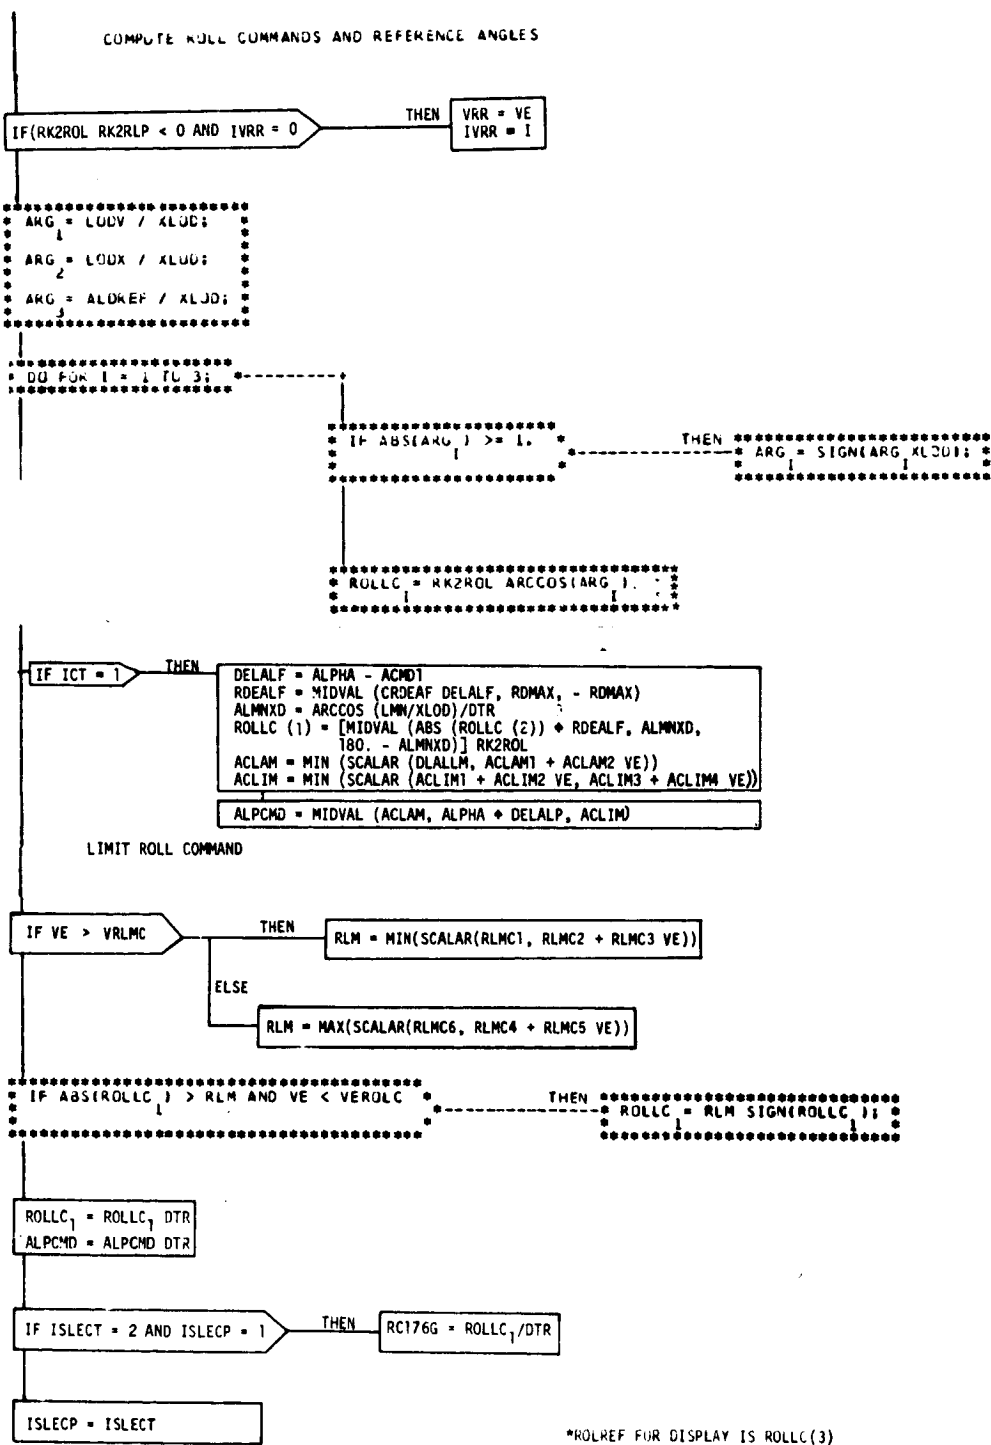 COMPUTE ROLL COMMANDS AND REFERENCE ANGLES
IF(RK2ROL RK2RLP < 0 AND IVRR = 0
THEN
VRR = VE
IVRR = 1
ARG = LODV / XLOD;
1
ARG = LODX / XLOD;
2
ARG = ALDREF / XLOD;
3
DO FOR I = 1 TO 3;
IF ABS(ARG ) >= 1.
I
THEN
ARG = SIGN(ARG XLOD);
I I
ROLLC = RK2ROL ARCCOS(ARG ).
I I
IF ICT = 1
THEN
DELALF = ALPHA - ACMD1
RDEALF = MIDVAL (CRDEAF DELALF, RDMAX, - RDMAX)
ALMNXD = ARCCOS (LMN/XLOD)/DTR
ROLLC (1) = [MIDVAL (ABS (ROLLC (2)) + RDEALF, ALMNXD,
180. - ALMNXD)] RK2ROL
ACLAM = MIN (SCALAR (DLALLM, ACLAM1 + ACLAM2 VE))
ACLIM = MIN (SCALAR (ACLIM1 + ACLIM2 VE, ACLIM3 + ACLIM4 VE))
ALPCMD = MIDVAL (ACLAM, ALPHA + DELALP, ACLIM)
LIMIT ROLL COMMAND
IF VE > VRLMC
THEN
RLM = MIN(SCALAR(RLMC1, RLMC2 + RLMC3 VE))
ELSE
RLM = MAX(SCALAR(RLMC6, RLMC4 + RLMC5 VE))
IF ABS(ROLLC ) > RLM AND VE < VEROLC
1
THEN
ROLLC = RLM SIGN(ROLLC );
1 1
ROLLC1 = ROLLC1 DTR
ALPCMD = ALPCMD DTR
IF ISLECT = 2 AND ISLECP = 1
THEN
RC176G = ROLLC1/DTR
ISLECP = ISLECT
*ROLREF FOR DISPLAY IS ROLLC(3)